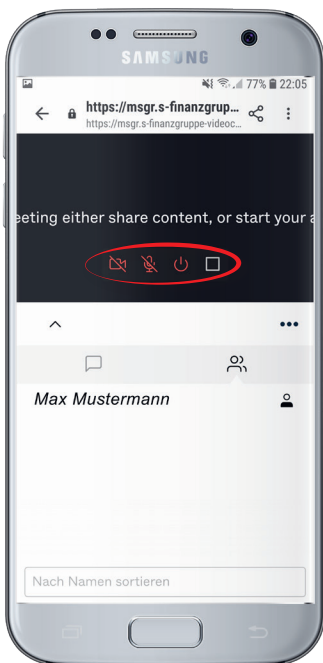 SAMSUNG
77% 22:05
https://msgr.s-finanzgrup...
https://msgr.s-finanzgruppe-videoc...
eeting either share content, or start your a
Max Mustermann
Nach Namen sortieren